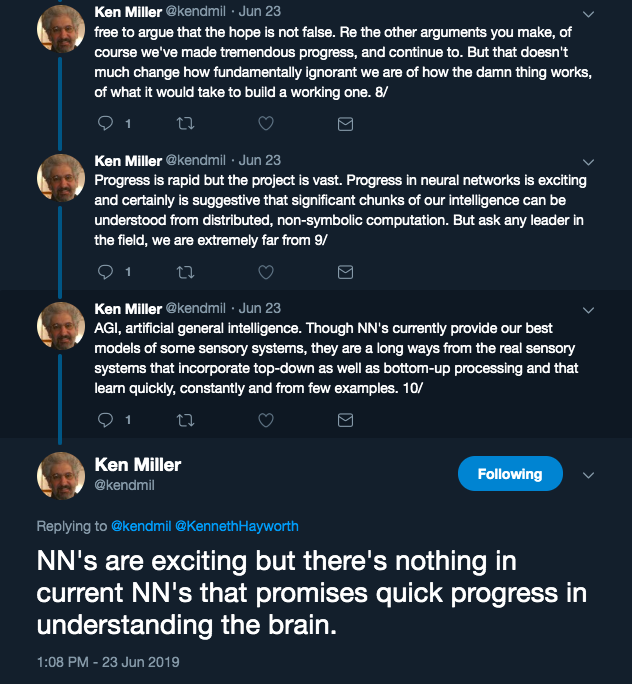 Ken Miller @kendmil · Jun 23
free to argue that the hope is not false. Re the other arguments you make, of
course we've made tremendous progress, and continue to. But that doesn't
much change how fundamentally ignorant we are of how the damn thing works,
of what it would take to build a working one. 8/
1
Ken Miller @kendmil · Jun 23
Progress is rapid but the project is vast. Progress in neural networks is exciting
and certainly is suggestive that significant chunks of our intelligence can be
understood from distributed, non-symbolic computation. But ask any leader in
the field, we are extremely far from 9/
1
Ken Miller @kendmil · Jun 23
AGI, artificial general intelligence. Though NN's currently provide our best
models of some sensory systems, they are a long ways from the real sensory
systems that incorporate top-down as well as bottom-up processing and that
learn quickly, constantly and from few examples. 10/
1
Ken Miller
@kendmil
Following
Replying to @kendmil @KennethHayworth
NN's are exciting but there's nothing in
current NN's that promises quick progress in
understanding the brain.
1:08 PM - 23 Jun 2019